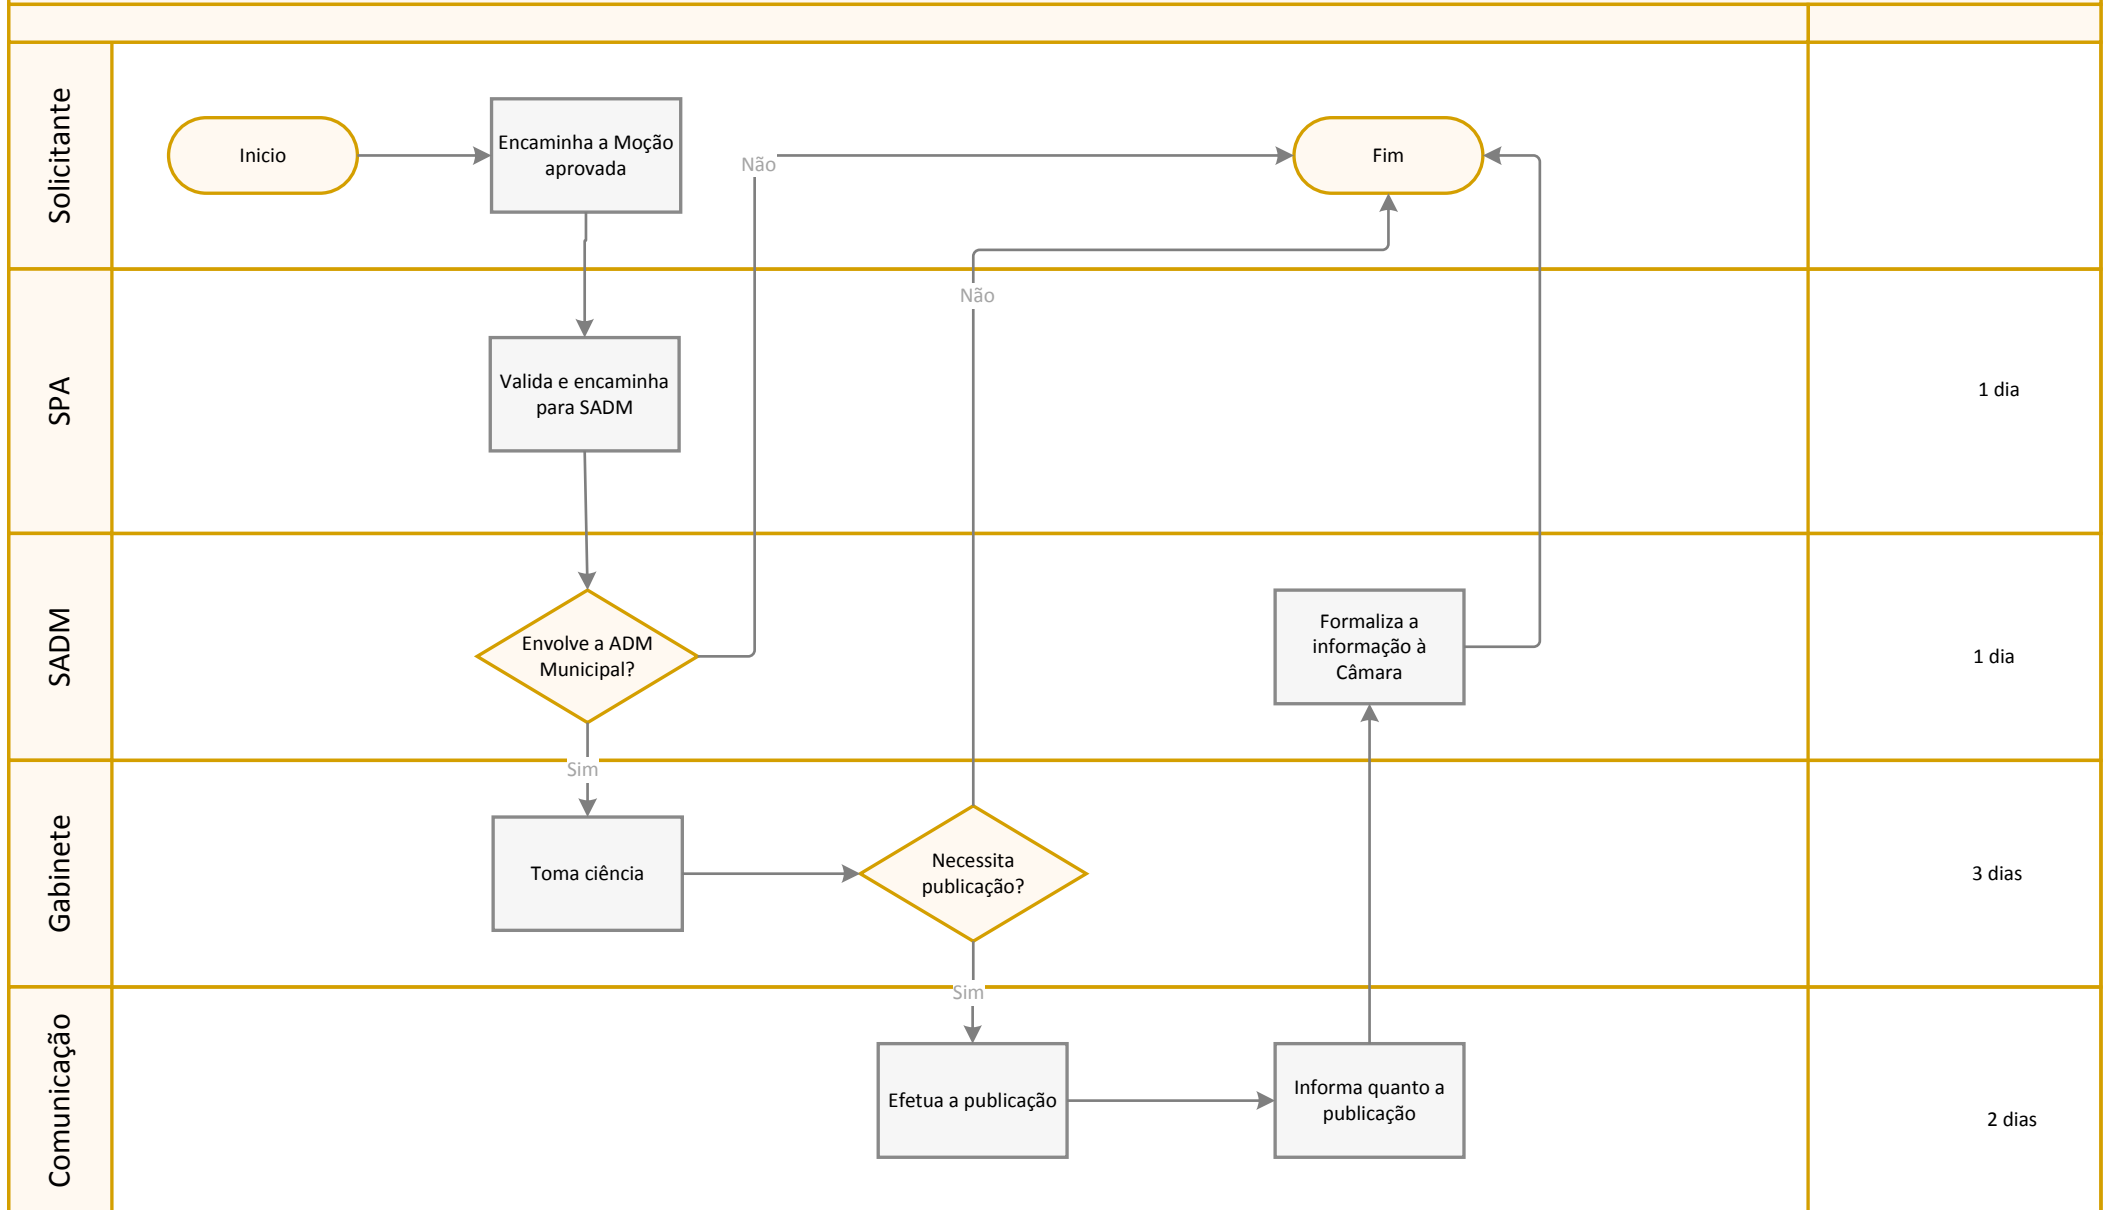 Solicitante
Inicio
Encaminha a Moção
aprovada
Não
Fim
SPA
Não
Valida e encaminha
para SADM
1 dia
SADM
Envolve a ADM
Municipal?
Formaliza a
informação à
Câmara
1 dia
Sim
Gabinete
Toma ciência
Necessita
publicação?
3 dias
Sim
Comunicação
Efetua a publicação
Informa quanto a
publicação
2 dias